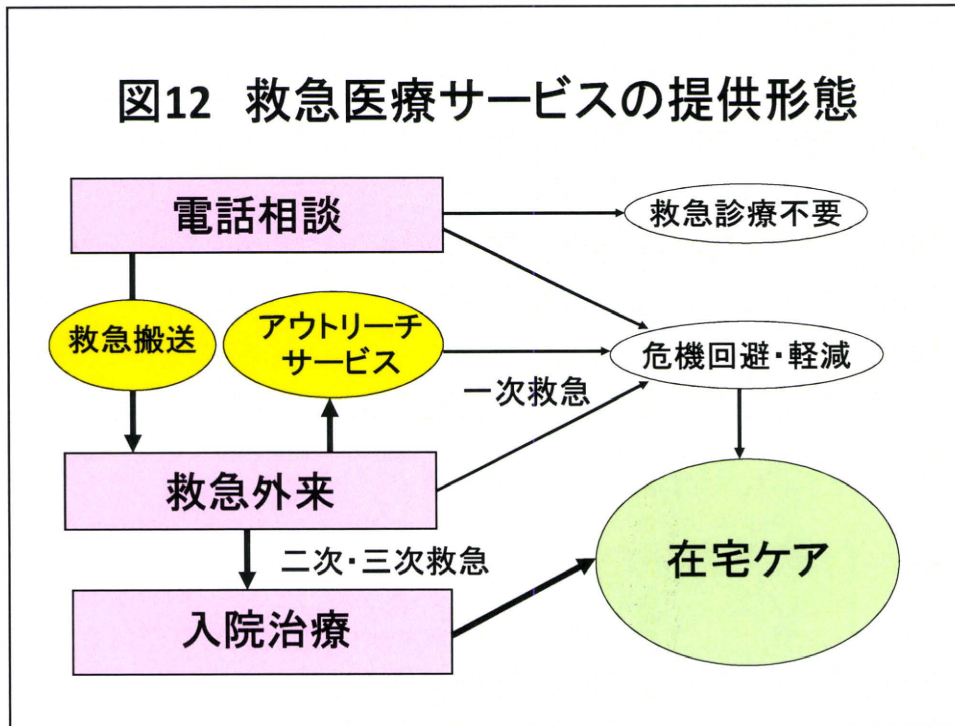 図12 救急医療サービスの提供形態
電話相談
救急診療不要
救急搬送
アウトリーチ
サービス
危機回避・軽減
一次救急
救急外来
二次・三次救急
在宅ケア
入院治療